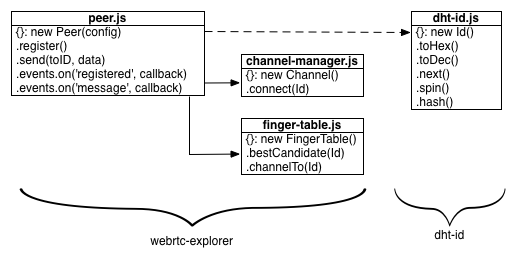 peer.js
{}: new Peer(config)
.register()
.send(toID, data)
.events.on('registered', callback)
.events.on('message', callback)
channel-manager.js
{}: new Channel()
.connect(Id)
finger-table.js
{}: new FingerTable()
.bestCandidate(Id)
.channelTo(Id)
dht-id.js
{}: new Id()
.toHex()
.toDec()
.next()
.spin()
.hash()
webrtc-explorer
dht-id